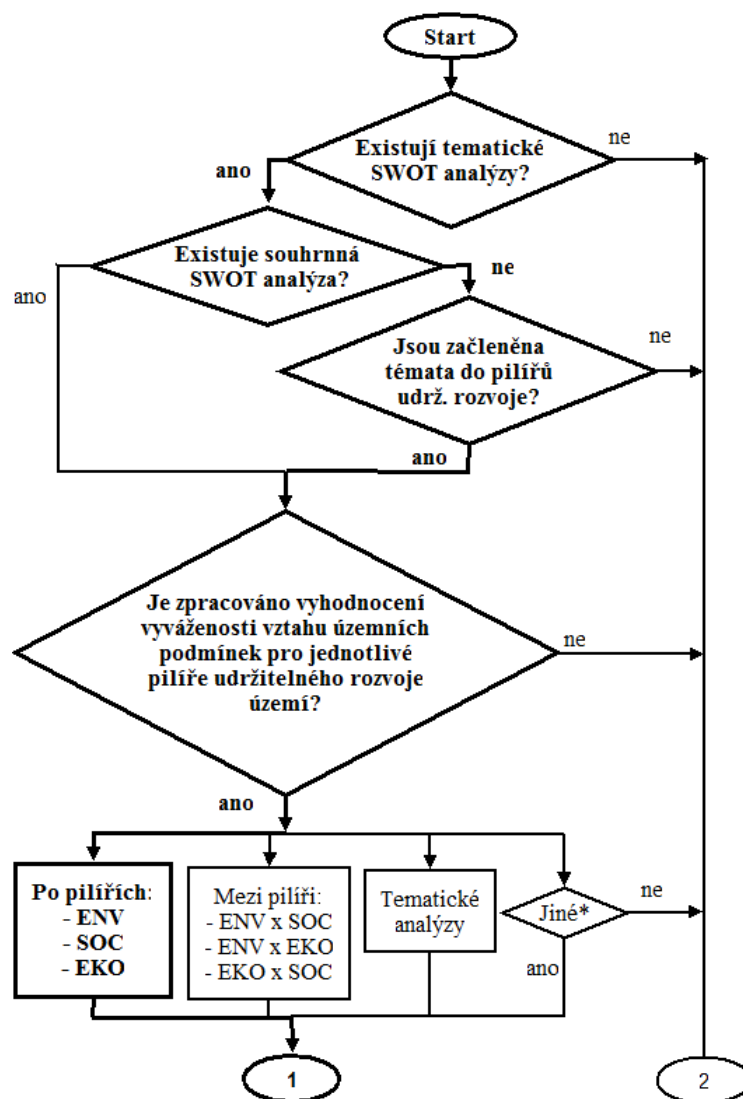 Start
Existují tematické
SWOT analýzy?
ne
ano
Existuje souhrnná
SWOT analýza?
ano
ne
Jsou začleněna
témata do pilířů
udrž. rozvoje?
ne
ano
Je zpracováno vyhodnocení
vyváženosti vztahu územních
podmínek pro jednotlivé
pilíře udržitelného rozvoje
území?
ne
ano
Po pilířích:
- ENV
- SOC
- EKO
Mezi pilíři:
- ENV x SOC
- ENV x EKO
- EKO x SOC
Tematické
analýzy
Jiné*
ne
ano
1
2